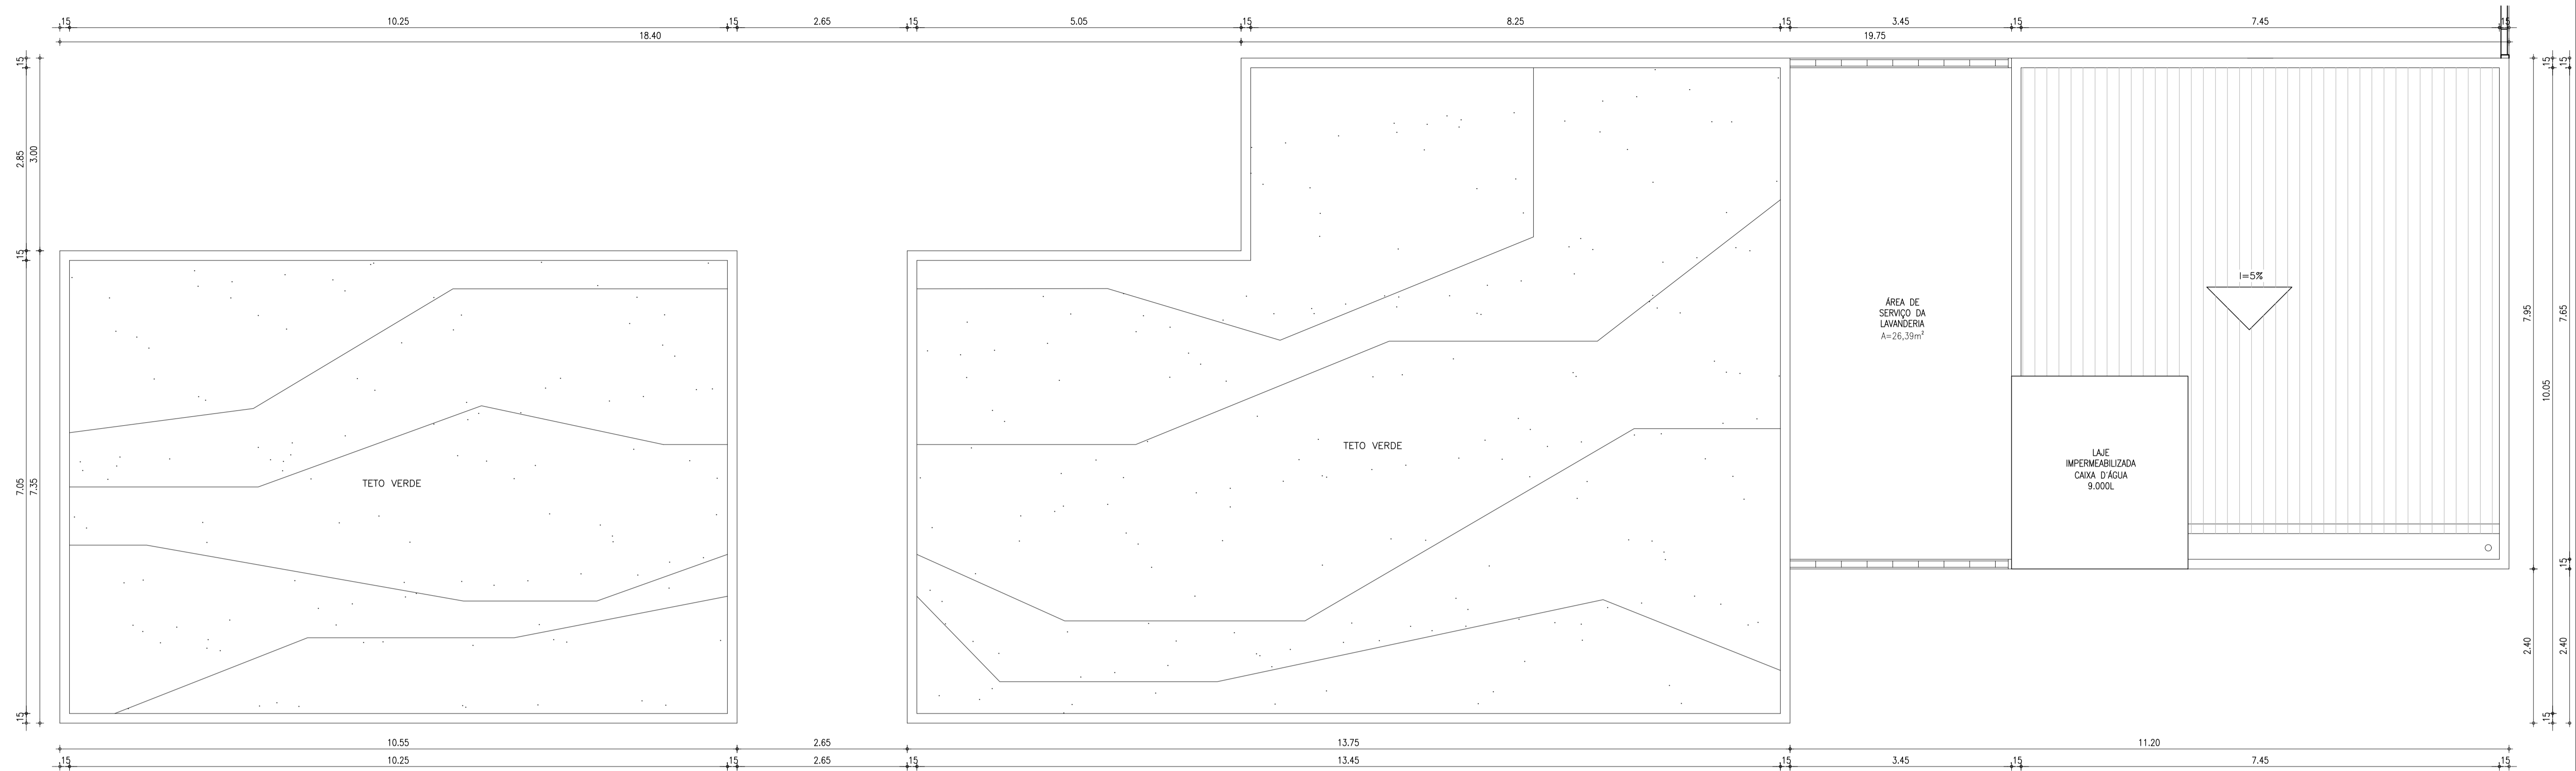 15 10.25 15 2.65 15 5.05 15 8.25 15 3.45 15 7.45 15
18.40 19.75
15 2.85 15 7.05 15
3.00 7.35
TETO VERDE
TETO VERDE
ÁREA DE
SERVIÇO DA
LAVANDERIA
A=26,39m²
I=5%
LAJE
IMPERMEABILIZADA
CAIXA D'ÁGUA
9.000L
7.95 2.40
15 10.05 15
15 7.65 15 2.40
10.55 2.65 13.75 11.20
15 10.25 15 2.65 15 13.45 15 3.45 15 7.45 15